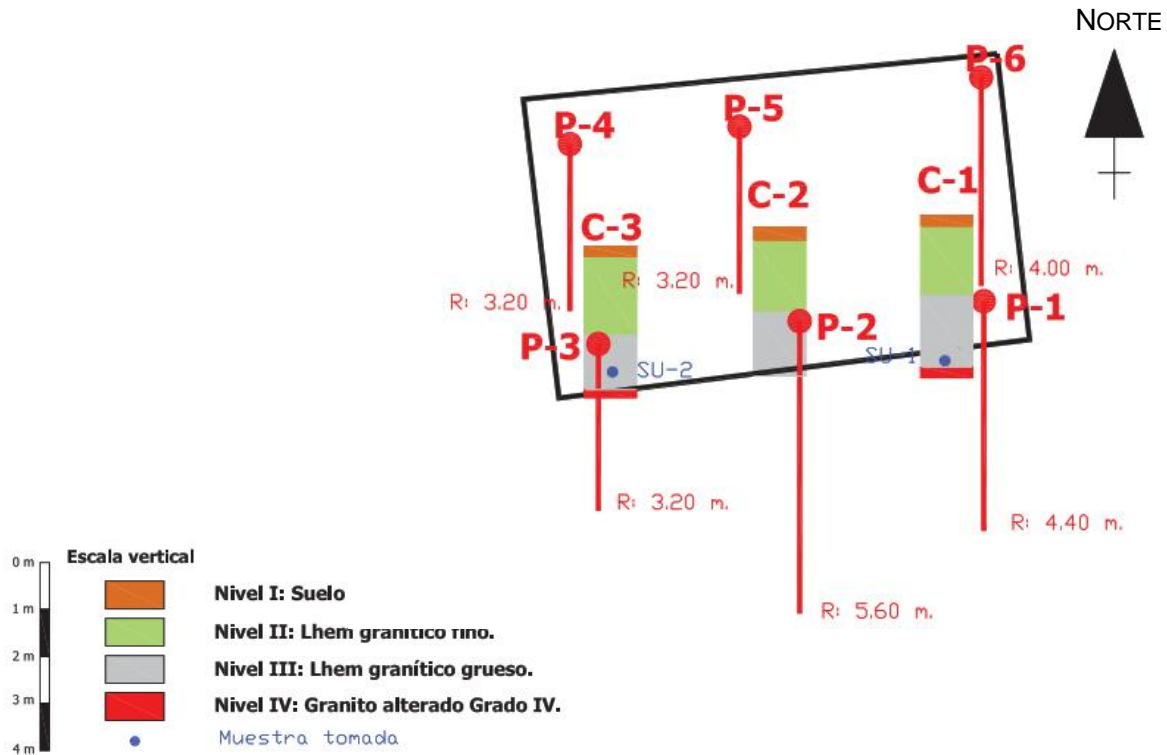 NORTE
P-6
P-5
P-4
C-1
C-2
C-3
R: 4.00 m.
R: 3.20 m.
R: 3.20 m.
P-1
P-2
P-3
SU-1
SU-2
R: 3.20 m.
R: 4.40 m.
R: 5.60 m.
Escala vertical
0 m
1 m
2 m
3 m
4 m
Nivel I: Suelo
Nivel II: Lhem granítico fino.
Nivel III: Lhem granítico grueso.
Nivel IV: Granito alterado Grado IV.
Muestra tomada